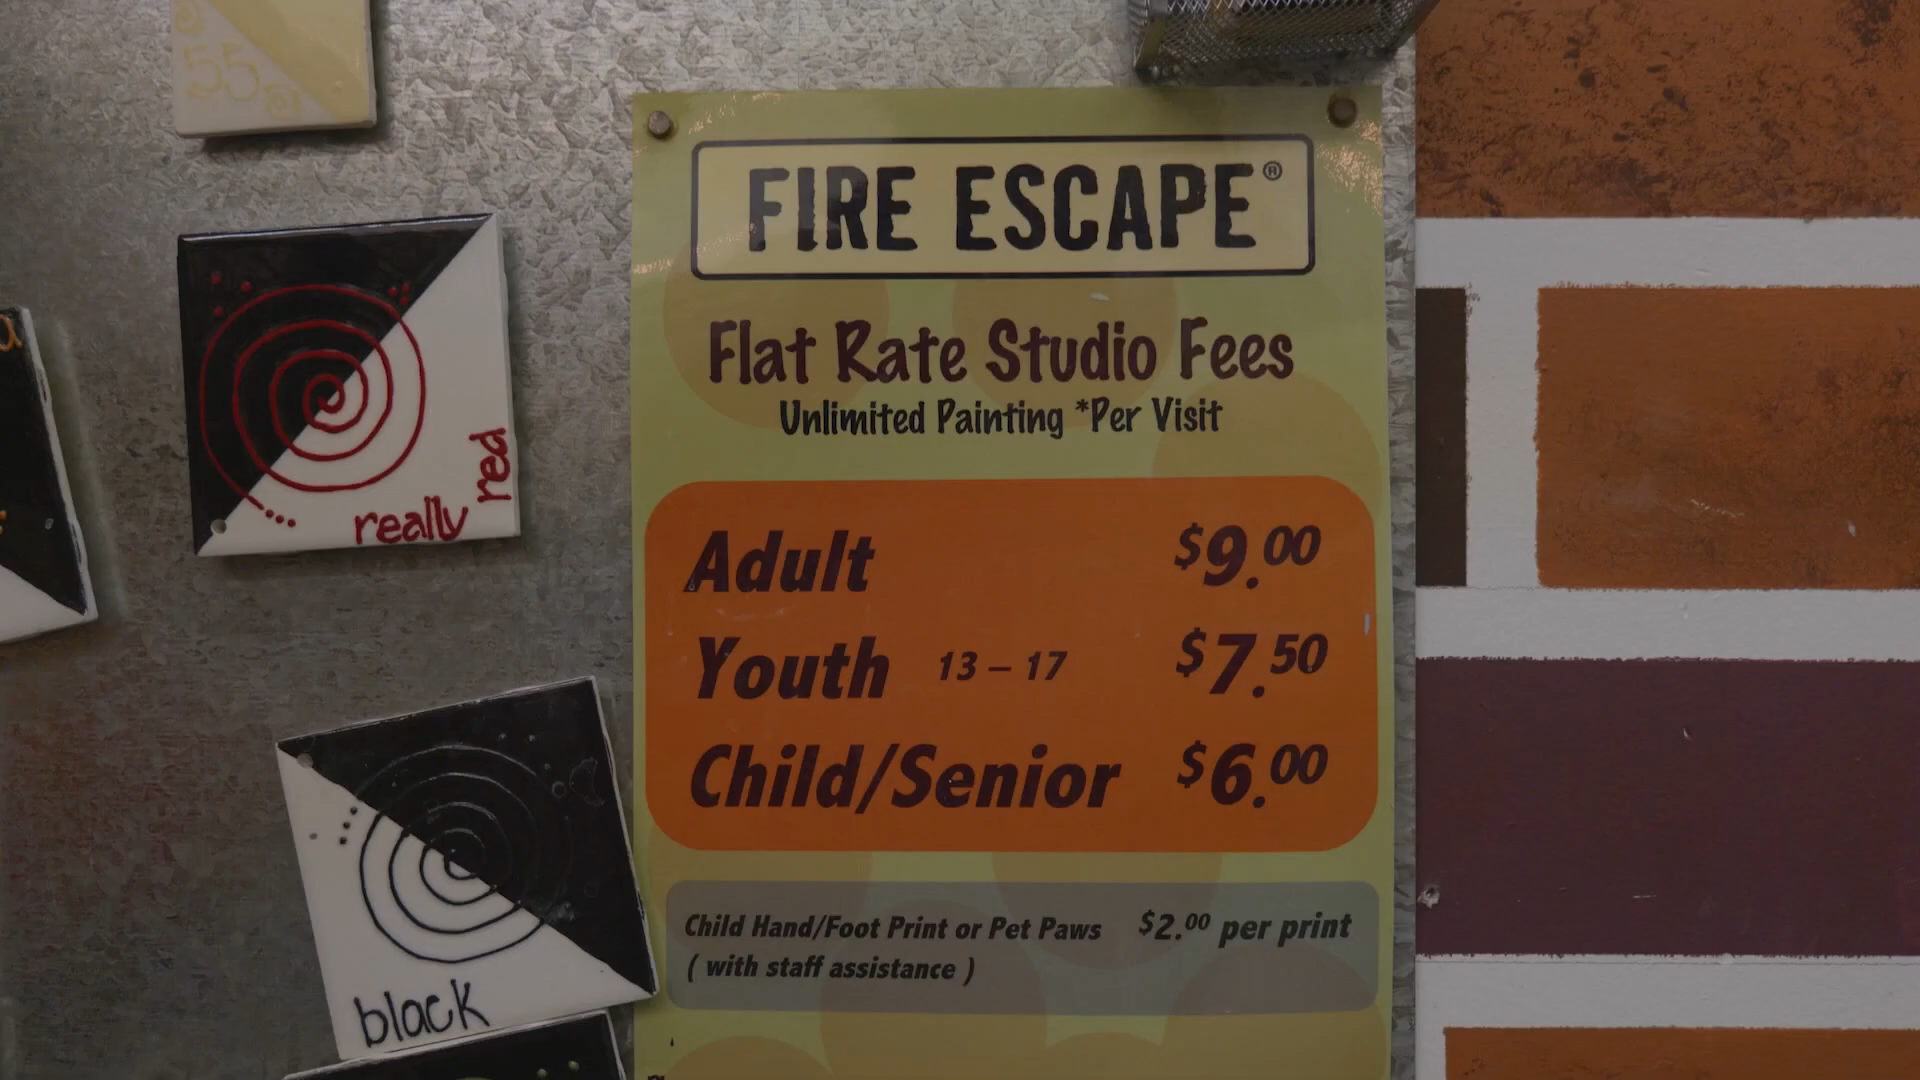 55
FIRE ESCAPE®
Flat Rate Studio Fees
Unlimited Painting *Per Visit
Adult $9.00
Youth 13 – 17 $7.50
Child/Senior $6.00
Child Hand/Foot Print or Pet Paws $2.00 per print
( with staff assistance )
really red
black